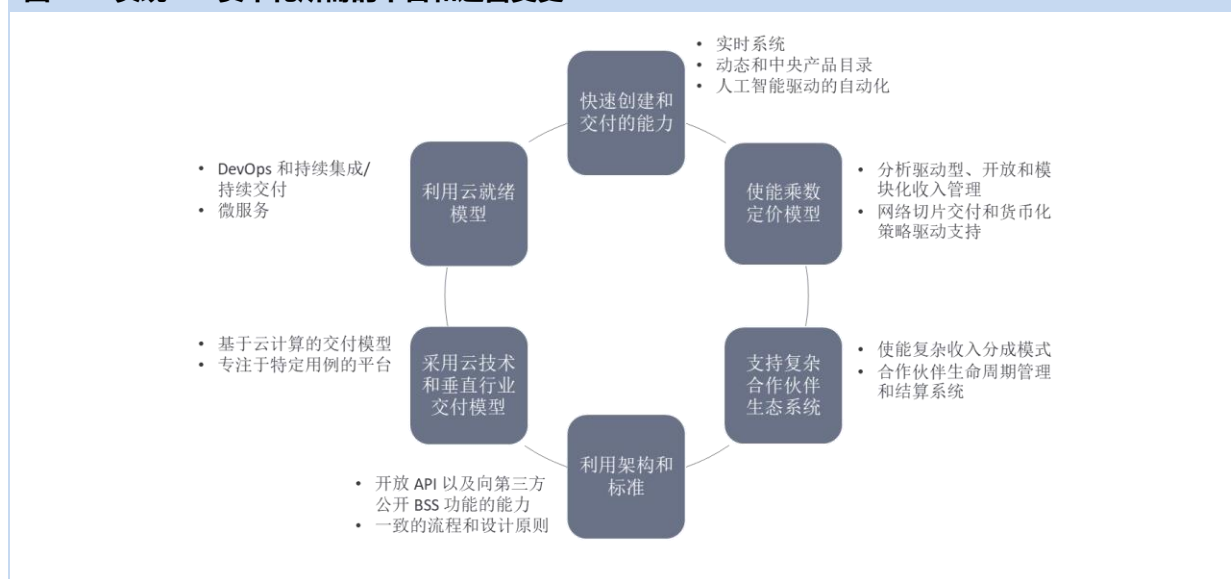 • 实时系统
• 动态和中央产品目录
• 人工智能驱动的自动化
快速创建和
交付的能力
• 分析驱动型、开放和模
块化收入管理
• 网络切片交付和货币化
策略驱动支持
使能乘数
定价模型
• 使能复杂收入分成模式
• 合作伙伴生命周期管理
和结算系统
支持复杂
合作伙伴
生态系统
利用架构和
标准
• 开放 API 以及向第三方
公开 BSS 功能的能力
• 一致的流程和设计原则
采用云技术
和垂直行业
交付模型
• 基于云计算的交付模型
• 专注于特定用例的平台
利用云就绪
模型
• DevOps 和持续集成/
持续交付
• 微服务